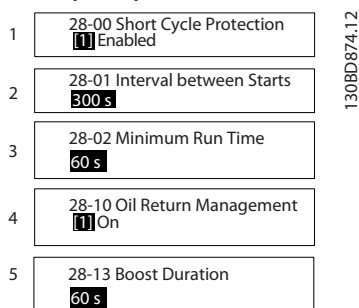 1
28-00 Short Cycle Protection
[1] Enabled
2
28-01 Interval between Starts
300 s
3
28-02 Minimum Run Time
60 s
4
28-10 Oil Return Management
[1] On
5
28-13 Boost Duration
60 s
130BD874.12